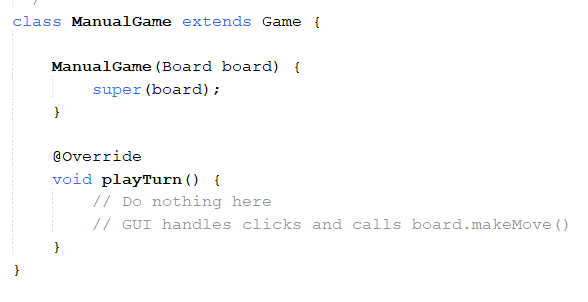 class ManualGame extends Game {
ManualGame(Board board) {
super(board);
}
@Override
void playTurn() {
// Do nothing here
// GUI handles clicks and calls board.makeMove()
}
}